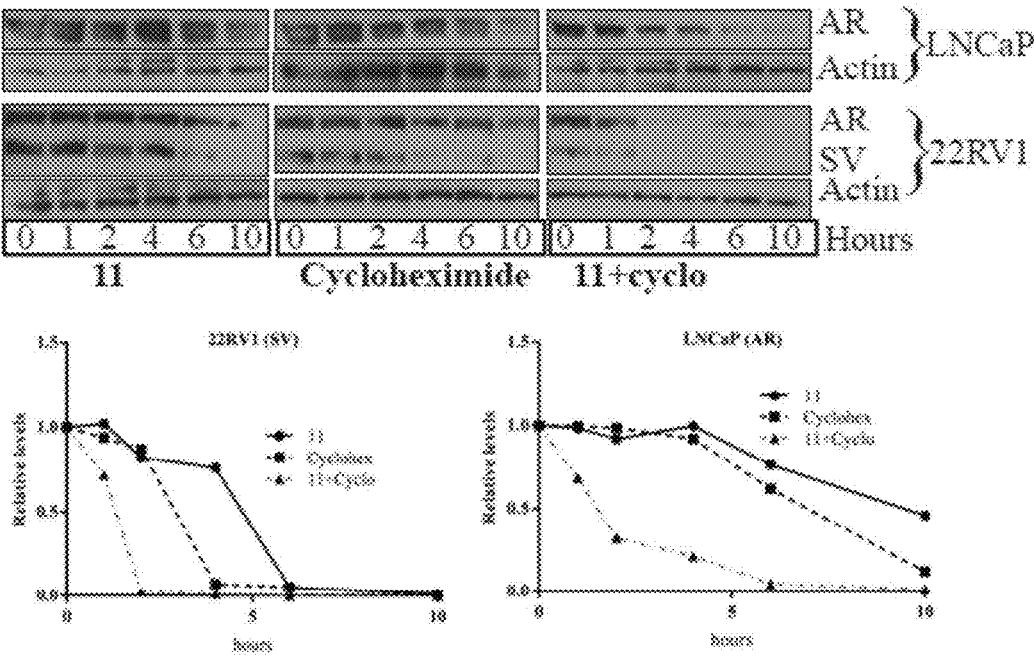 AR
LNCaP
Actin
AR
22RV1
SV
Actin
0 1 2 4 6 10 0 1 2 4 6 10 0 1 2 4 6 10 Hours
11 Cycloheximide 11+cyclo
22RV1 (SV)
1.5
1.0
0.5
0.0
0 5 10
Relative levels
hours
11
Cyclohex
11+Cyclo
LNCaP (AR)
1.5
1.0
0.5
0.0
0 5 10
Relative levels
hours
11
Cyclohex
11+Cyclo